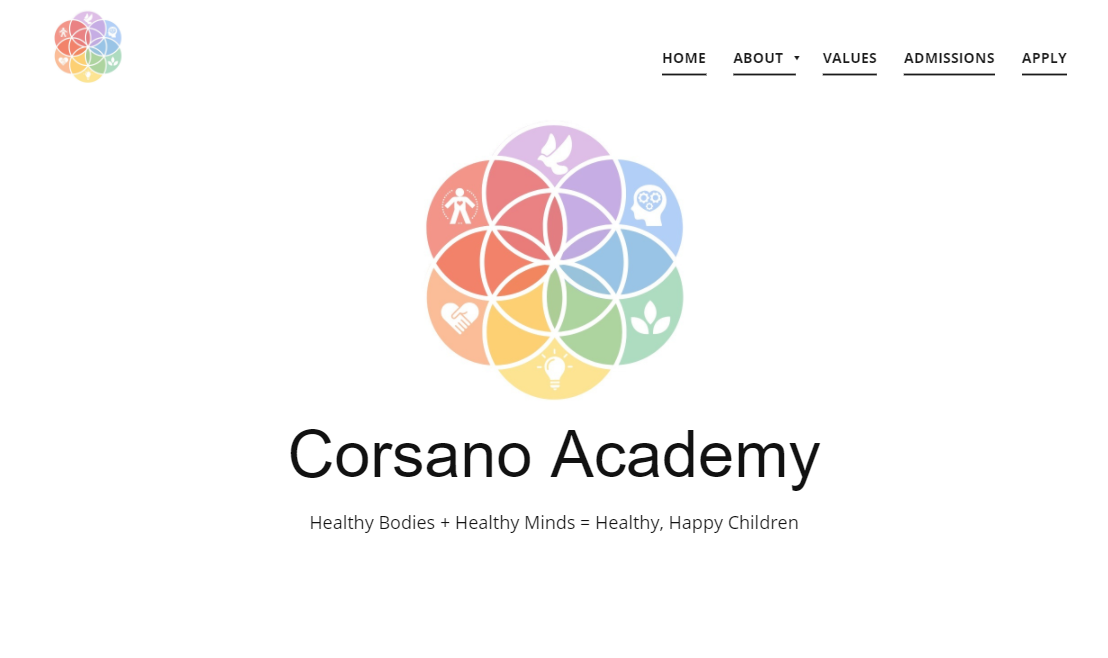 HOME ABOUT ▾ VALUES ADMISSIONS APPLY
Corsano Academy
Healthy Bodies + Healthy Minds = Healthy, Happy Children